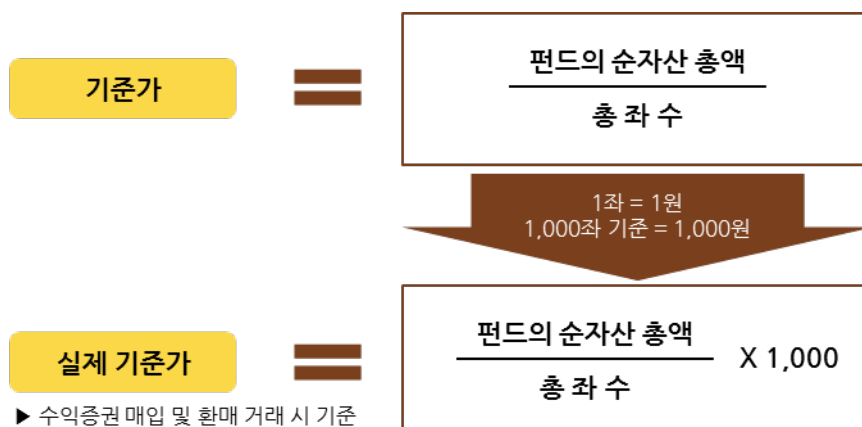 기준가
펀드의 순자산 총액
총 좌 수
1좌 = 1원
1,000좌 기준 = 1,000원
실제 기준가
펀드의 순자산 총액
총 좌 수
X 1,000
▶ 수익증권 매입 및 환매 거래 시 기준